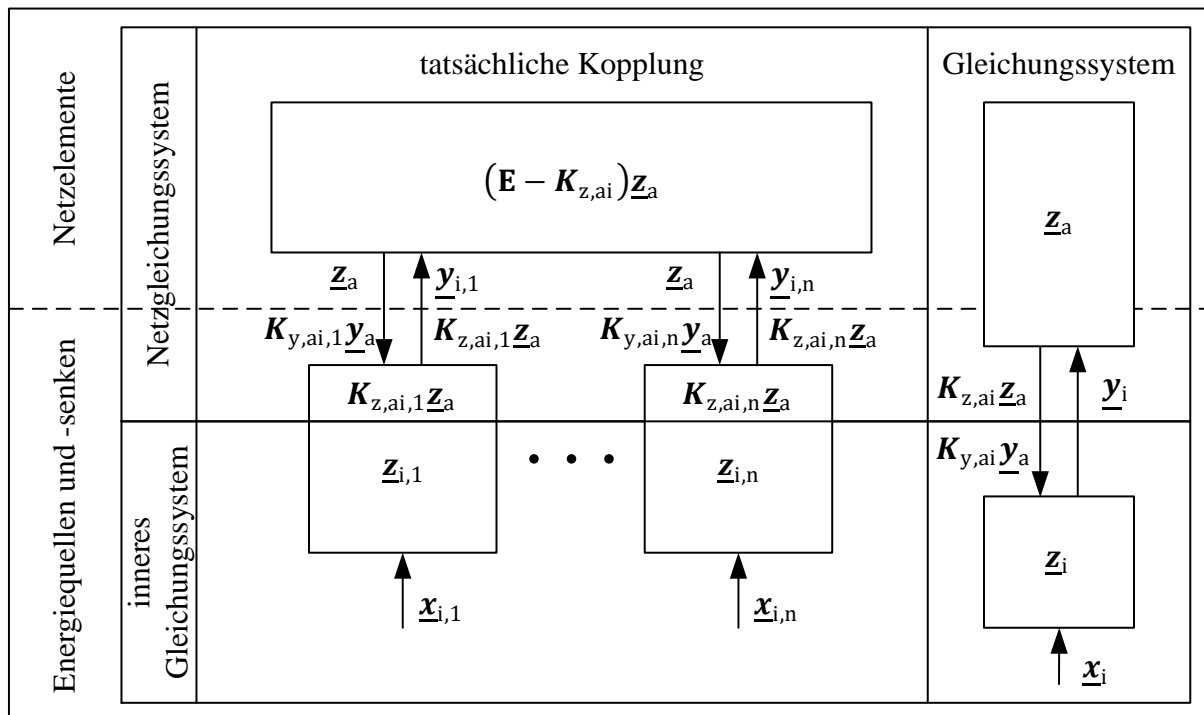 Netzelemente
Energiequellen und -senken
Netzgleichungssystem
inneres
Gleichungssystem
tatsächliche Kopplung
(E − K_z,ai)z_a
z_a
y_i,1
z_a
y_i,n
K_y,ai,1 y_a
K_z,ai,1 z_a
K_y,ai,n y_a
K_z,ai,n z_a
K_z,ai,1 z_a
K_z,ai,n z_a
z_i,1
• • •
z_i,n
x_i,1
x_i,n
Gleichungssystem
z_a
K_z,ai z_a
y_i
K_y,ai y_a
z_i
x_i